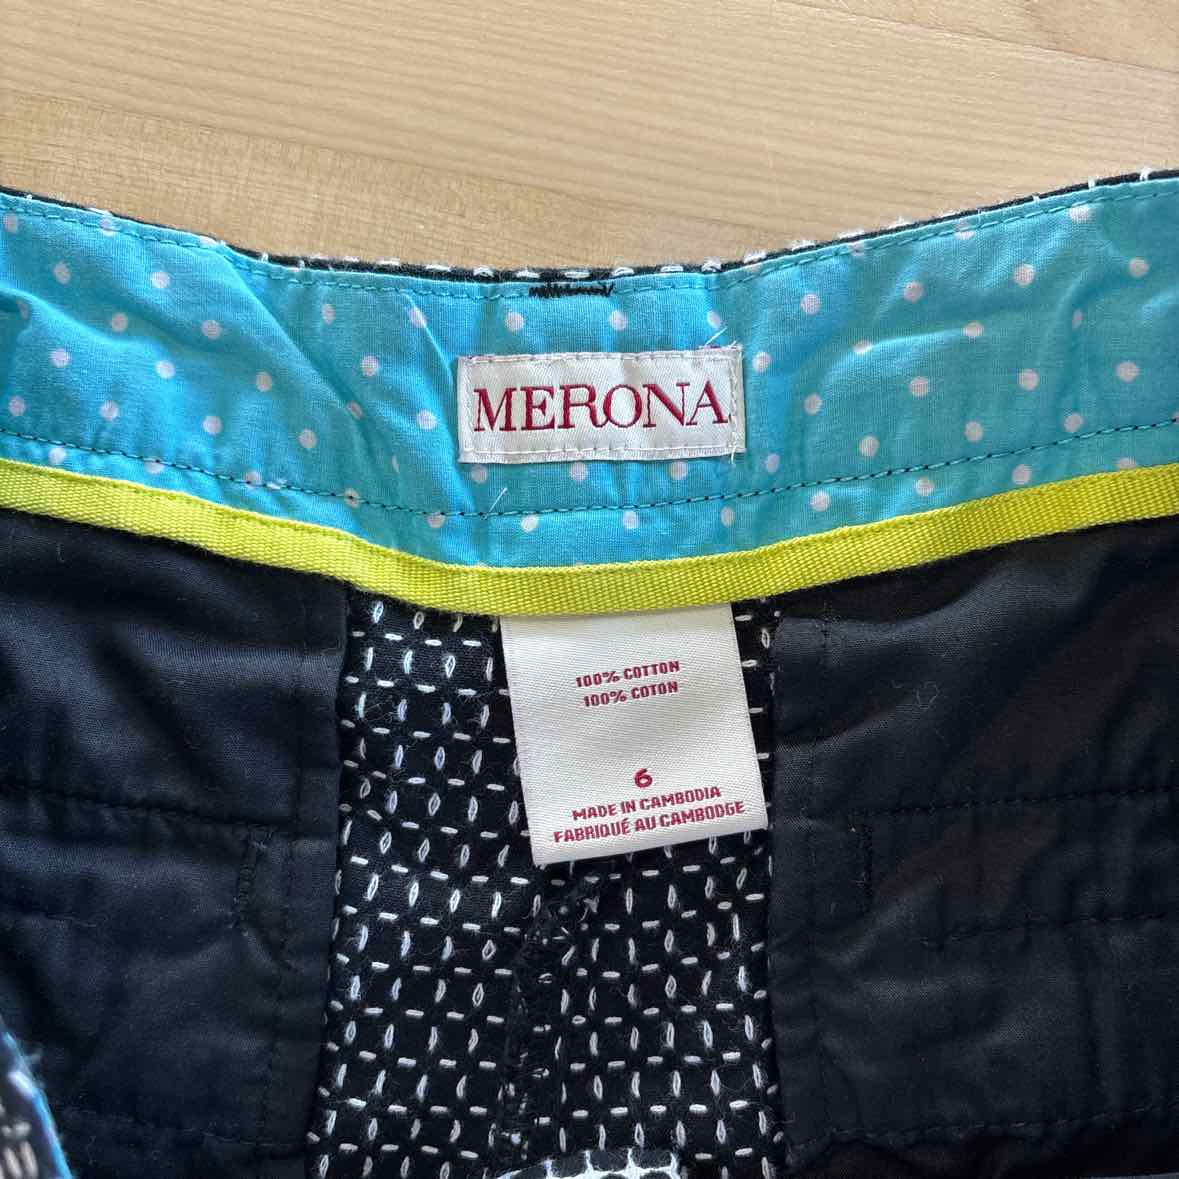 MERONA
100% COTTON
100% COTON
6
MADE IN CAMBODIA
FABRIQUÉ AU CAMBODGE